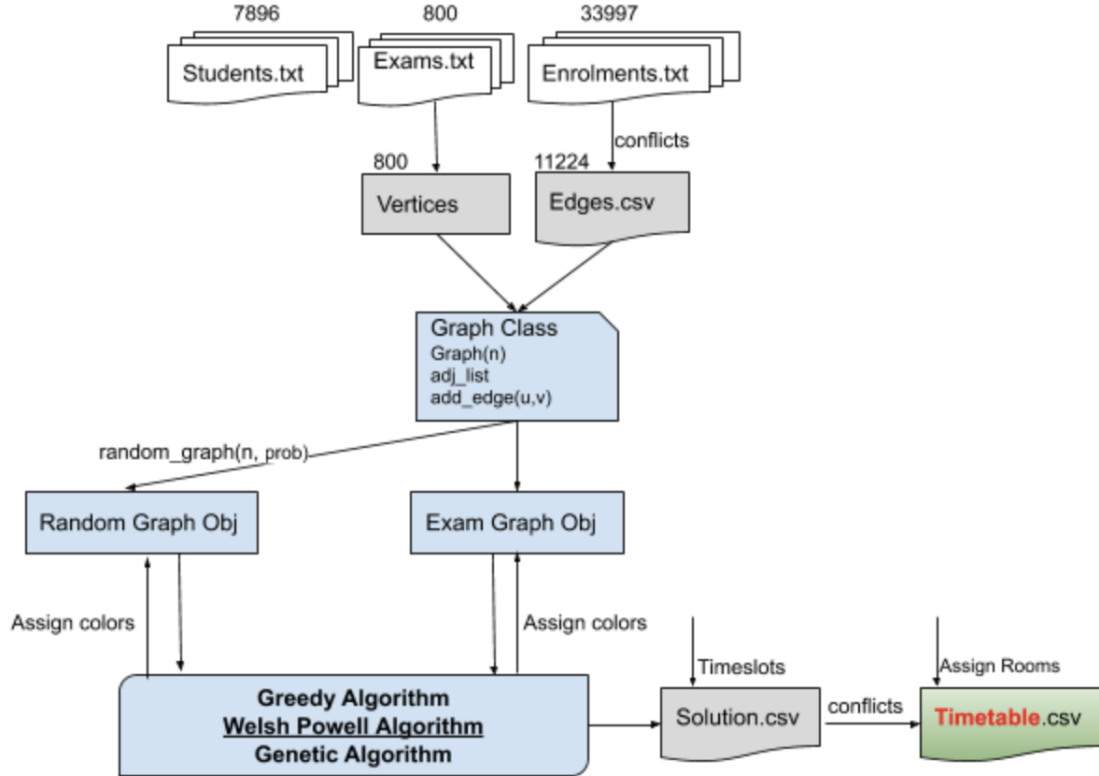 7896
800
33997
Students.txt
Exams.txt
Enrolments.txt
conflicts
800
11224
Vertices
Edges.csv
Graph Class
Graph(n)
adj_list
add_edge(u,v)
random_graph(n, prob)
Random Graph Obj
Exam Graph Obj
Assign colors
Assign colors
Timeslots
Assign Rooms
Greedy Algorithm
Welsh Powell Algorithm
Genetic Algorithm
Solution.csv
conflicts
Timetable.csv